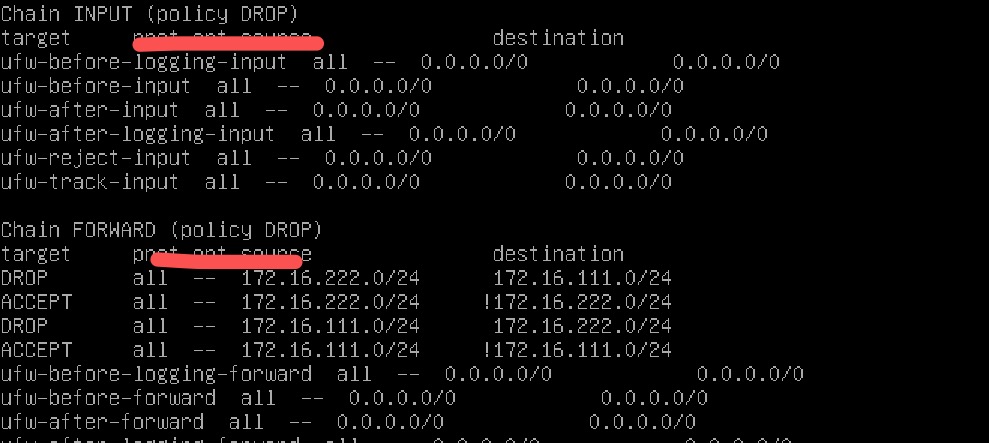 Chain INPUT (policy DROP)
target destination
ufw-before-logging-input all -- 0.0.0.0/0 0.0.0.0/0
ufw-before-input all -- 0.0.0.0/0 0.0.0.0/0
ufw-after-input all -- 0.0.0.0/0 0.0.0.0/0
ufw-after-logging-input all -- 0.0.0.0/0 0.0.0.0/0
ufw-reject-input all -- 0.0.0.0/0 0.0.0.0/0
ufw-track-input all -- 0.0.0.0/0 0.0.0.0/0
Chain FORWARD (policy DROP)
target destination
DROP all -- 172.16.222.0/24 172.16.111.0/24
ACCEPT all -- 172.16.222.0/24 !172.16.222.0/24
DROP all -- 172.16.111.0/24 172.16.222.0/24
ACCEPT all -- 172.16.111.0/24 !172.16.111.0/24
ufw-before-logging-forward all -- 0.0.0.0/0 0.0.0.0/0
ufw-before-forward all -- 0.0.0.0/0 0.0.0.0/0
ufw-after-forward all -- 0.0.0.0/0 0.0.0.0/0